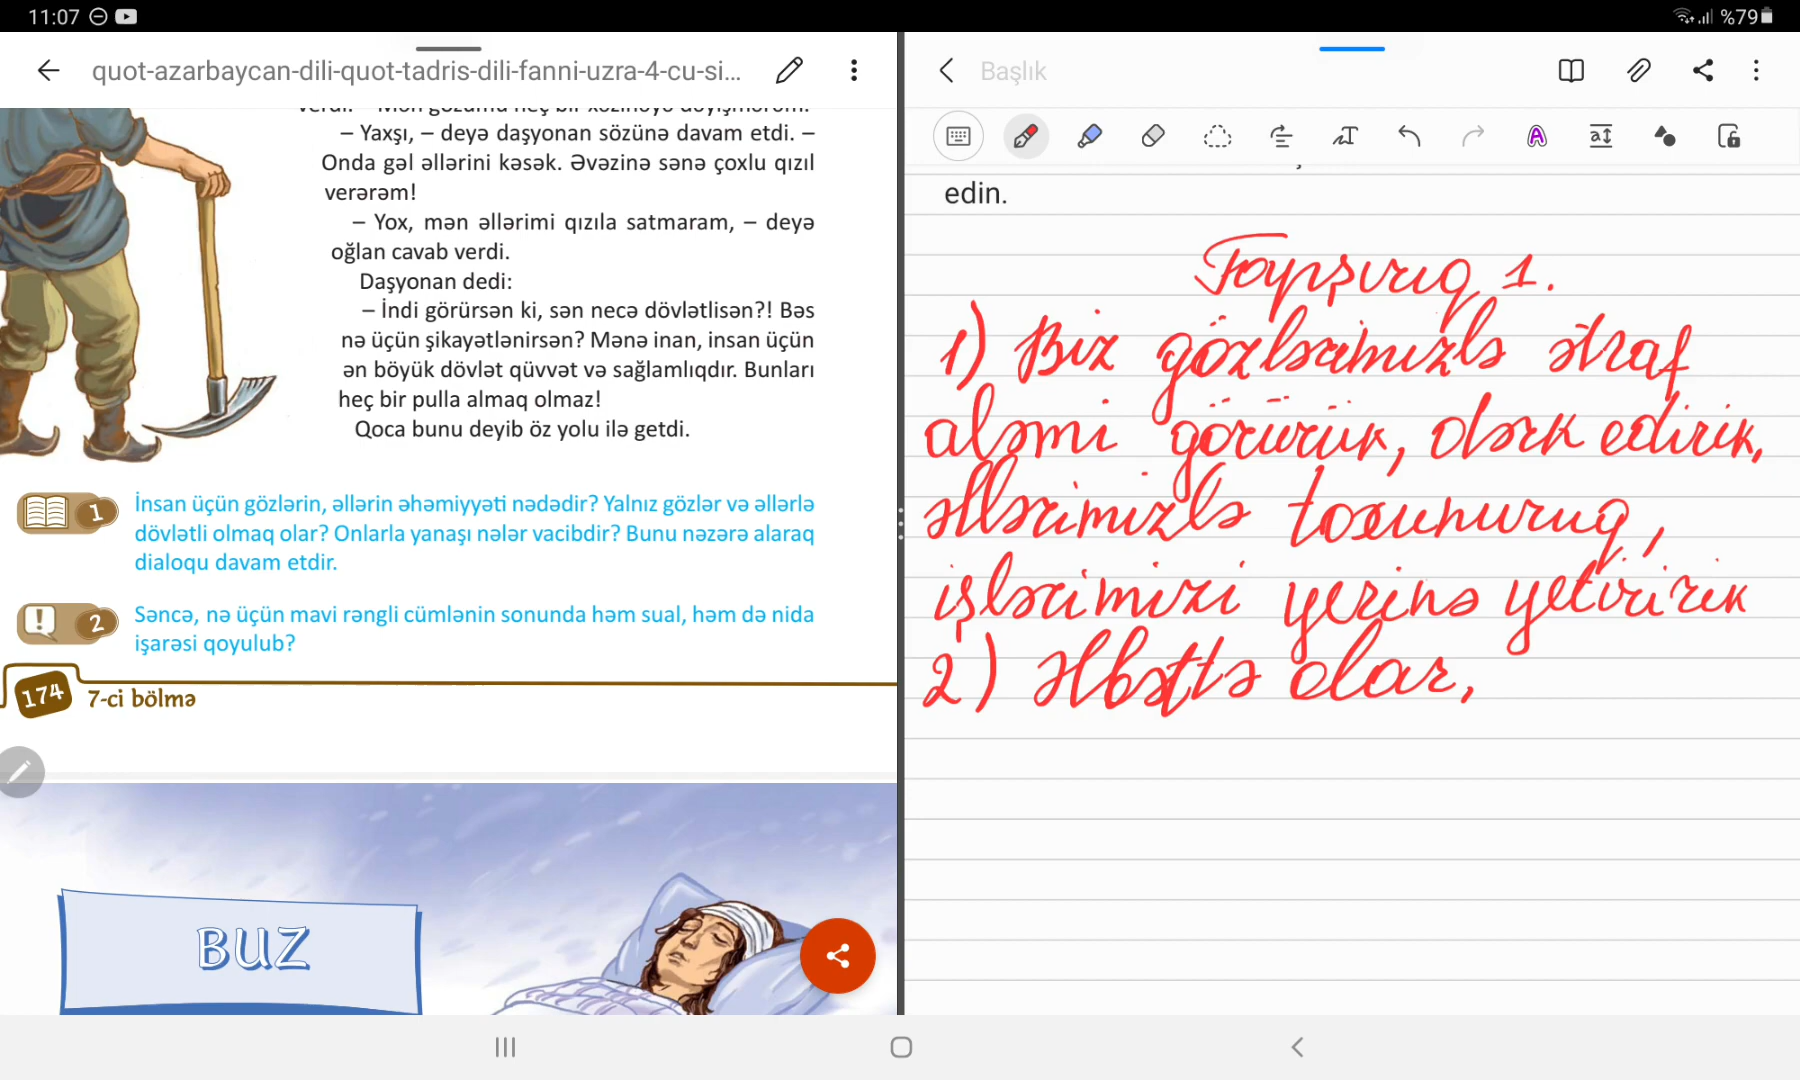 11:07
%79
quot-azarbaycan-dili-quot-tadris-dili-fanni-uzra-4-cu-si...
– Yaxşı, – deyə daşyonan sözünə davam etdi. –
Onda gəl əllərini kəsək. Əvəzinə sənə çoxlu qızıl
verərəm!
– Yox, mən əllərimi qızıla satmaram, – deyə
oğlan cavab verdi.
Daşyonan dedi:
– İndi görürsən ki, sən necə dövlətlisən?! Bəs
nə üçün şikayətlənirsən? Mənə inan, insan üçün
ən böyük dövlət qüvvət və sağlamlıqdır. Bunları
heç bir pulla almaq olmaz!
Qoca bunu deyib öz yolu ilə getdi.
1
İnsan üçün gözlərin, əllərin əhəmiyyəti nədədir? Yalnız gözlər və əllərlə
dövlətli olmaq olar? Onlarla yanaşı nələr vacibdir? Bunu nəzərə alaraq
dialoqu davam etdir.
! 2
Səncə, nə üçün mavi rəngli cümlənin sonunda həm sual, həm də nida
işarəsi qoyulub?
174 7-ci bölmə
BUZ
Başlık
edin.
Tapşırıq 1.
1) Biz gözlərimizlə ətraf
aləmi görürük, dərk edirik,
əllərimizlə toxunuruq,
işlərimizi yerinə yetiririk
2) Əlbəttə olar,